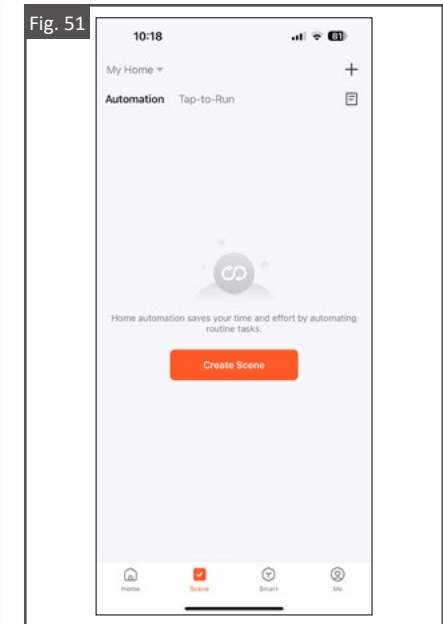 Fig. 51
10:18
81
My Home
Automation Tap-to-Run
Home automation saves your time and effort by automating
routine tasks.
Create Scene
Home Scene Smart Me